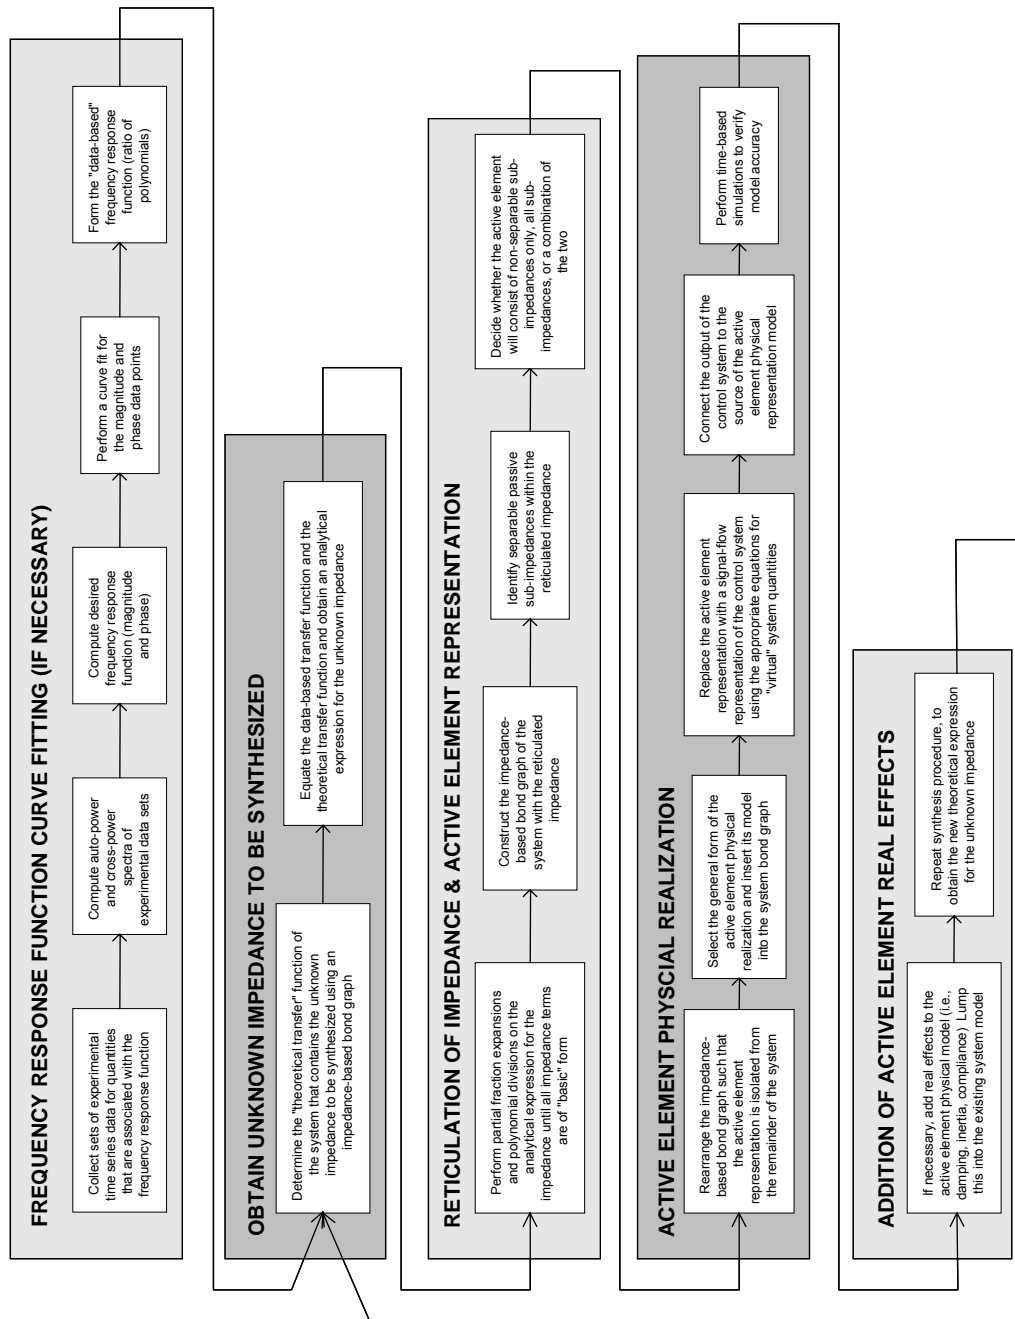 FREQUENCY RESPONSE FUNCTION CURVE FITTING (IF NECESSARY)
Collect sets of experimental
time series data for quantities
that are associated with the
frequency response function
Compute auto-power
and cross-power
spectra of
experimental data sets
Compute desired
frequency response
function (magnitude
and phase)
Perform a curve fit for
the magnitude and
phase data points
Form the "data-based"
frequency response
function (ratio of
polynomials)
OBTAIN UNKNOWN IMPEDANCE TO BE SYNTHESIZED
Determine the "theoretical transfer" function of
the system that contains the unknown
impedance to be synthesized using an
impedance-based bond graph
Equate the data-based transfer function and the
theoretical transfer function and obtain an analytical
expression for the unknown impedance
RETICULATION OF IMPEDANCE & ACTIVE ELEMENT REPRESENTATION
Perform partial fraction expansions
and polynomial divisions on the
analytical expression for the
impedance until all impedance terms
are of "basic" form
Construct the impedance-
based bond graph of the
system with the reticulated
impedance
Identify separable passive
sub-impedances within the
reticulated impedance
Decide whether the active element
will consist of non-separable sub-
impedances only, all sub-
impedances, or a combination of
the two
ACTIVE ELEMENT PHYSCIAL REALIZATION
Rearrange the impedance-
based bond graph such that
the active element
representation is isolated from
the remainder of the system
Select the general form of the
active element physical
realization and insert its model
into the system bond graph
Replace the active element
representation with a signal-flow
representation of the control system
using the appropriate equations for
"virtual" system quantities
Connect the output of the
control system to the
source of the active
element physical
representation model
Perform time-based
simulations to verify
model accuracy
ADDITION OF ACTIVE ELEMENT REAL EFFECTS
If necessary, add real effects to the
active element physical model (i.e.,
damping, inertia, compliance) Lump
this into the existing system model
Repeat synthesis procedure, to
obtain the new theoretical expression
for the unknown impedance